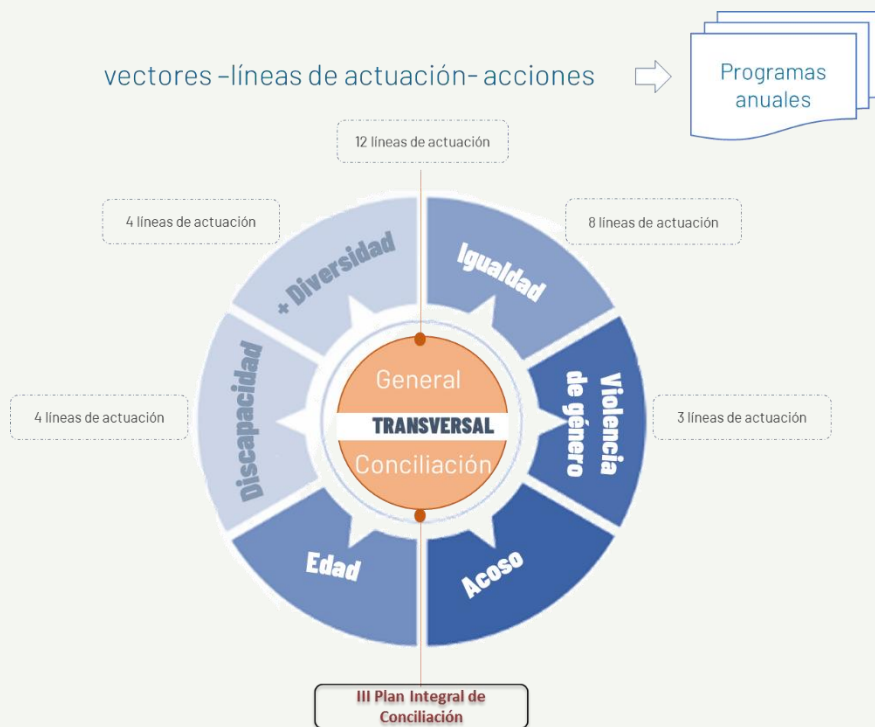 vectores –líneas de actuación- acciones
Programas
anuales
12 líneas de actuación
4 líneas de actuación
8 líneas de actuación
+ Diversidad
Igualdad
Discapacidad
Violencia
de género
4 líneas de actuación
3 líneas de actuación
General
TRANSVERSAL
Conciliación
Edad
Acoso
III Plan Integral de
Conciliación